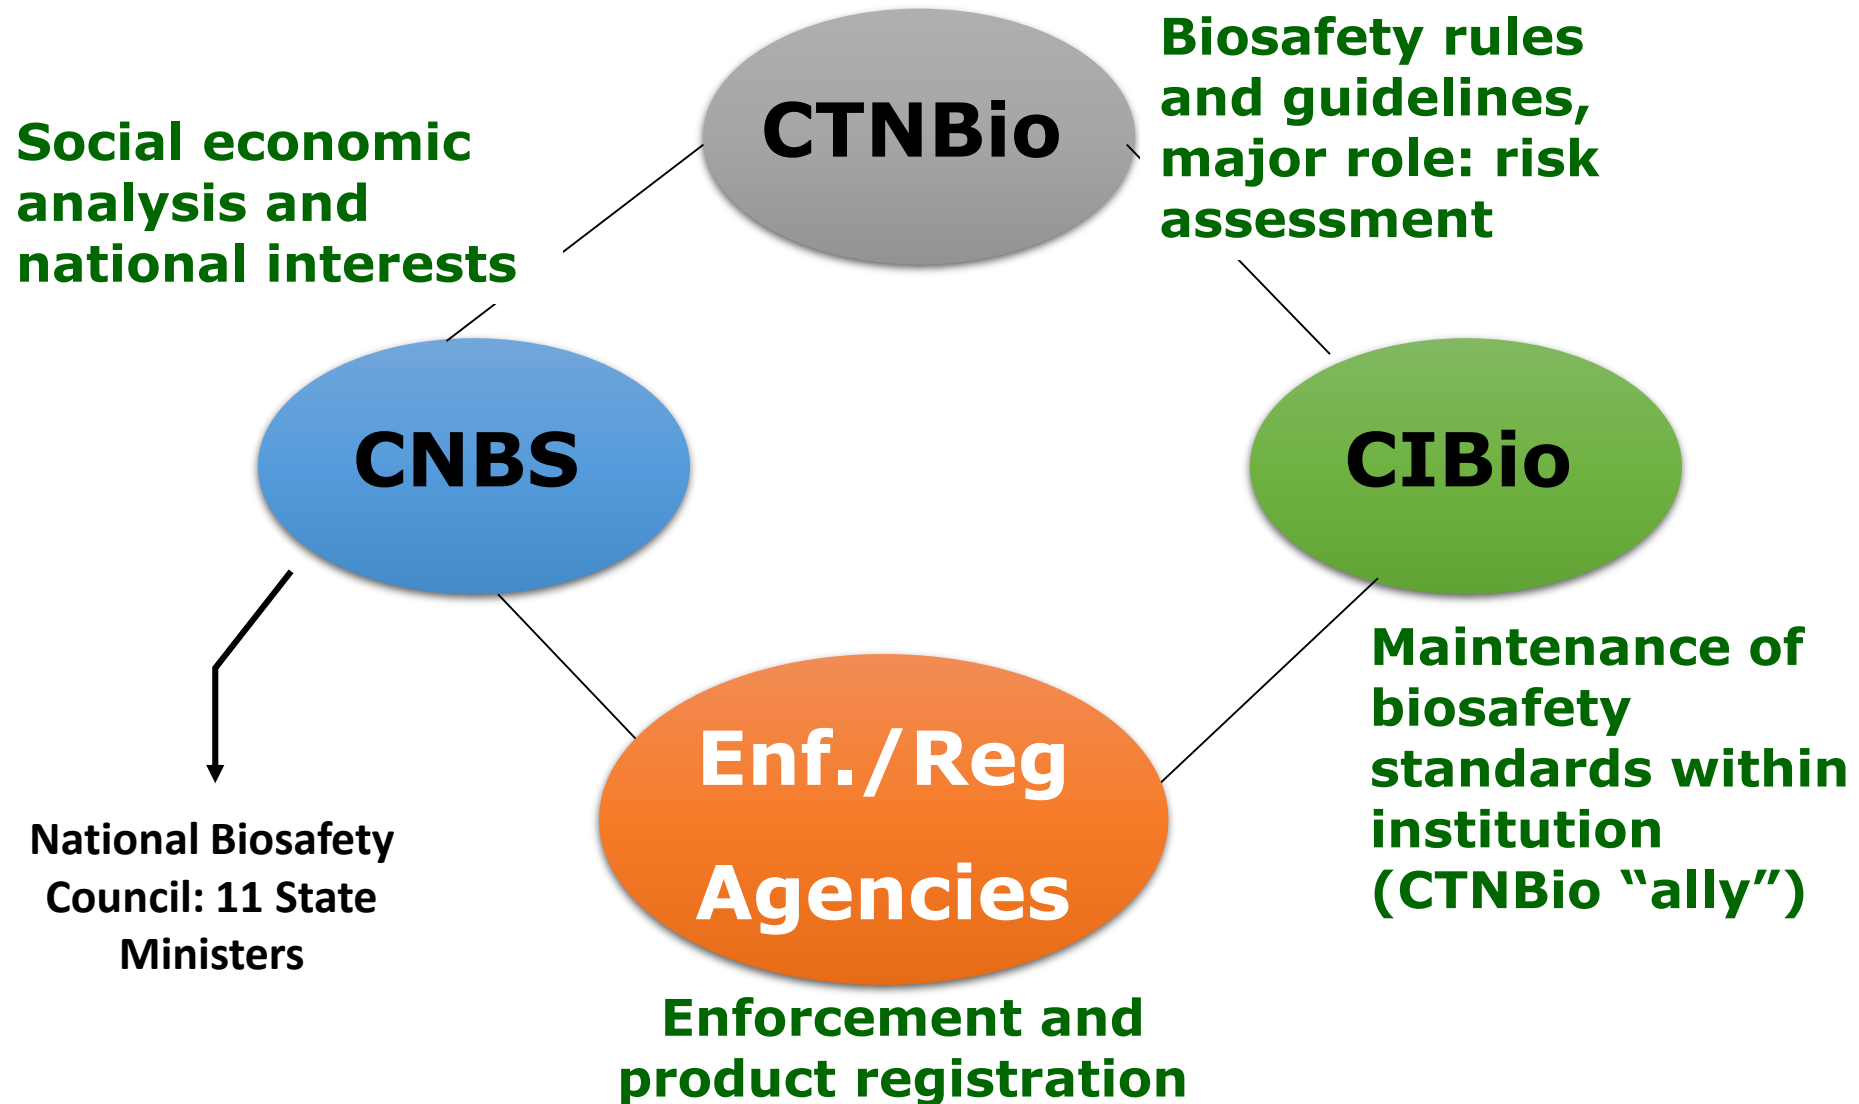 CTNBio
Biosafety rules
and guidelines,
major role: risk
assessment
Social economic
analysis and
national interests
CNBS
CIBio
Enf./Reg
Agencies
Maintenance of
biosafety
standards within
institution
(CTNBio “ally”)
National Biosafety
Council: 11 State
Ministers
Enforcement and
product registration